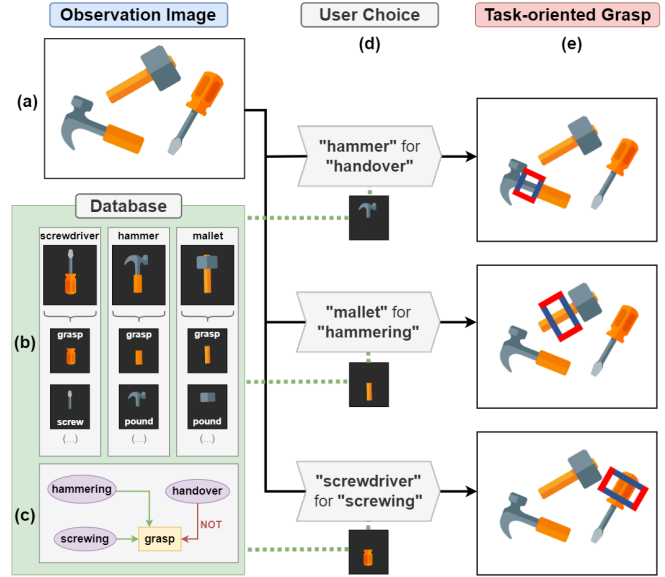 Observation Image
User Choice
Task-oriented Grasp
(d)
(e)
(a)
"hammer" for
"handover"
Database
screwdriver
hammer
mallet
grasp
grasp
grasp
(b)
screw
pound
pound
(...)
(...)
(...)
"mallet" for
"hammering"
(c)
hammering
handover
NOT
screwing
grasp
"screwdriver"
for "screwing"